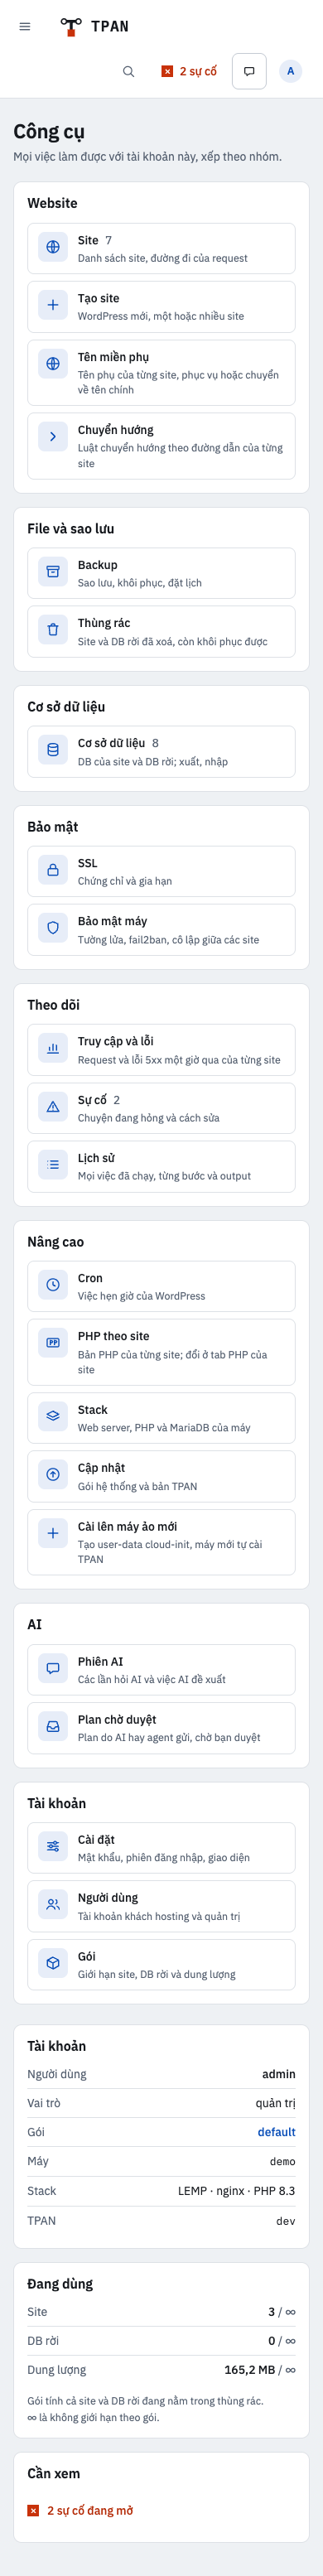 TPAN
2 sự cố
A
Công cụ
Mọi việc làm được với tài khoản này, xếp theo nhóm.
Website
Site 7
Danh sách site, đường đi của request
Tạo site
WordPress mới, một hoặc nhiều site
Tên miền phụ
Tên phụ của từng site, phục vụ hoặc chuyển
về tên chính
Chuyển hướng
Luật chuyển hướng theo đường dẫn của từng
site
File và sao lưu
Backup
Sao lưu, khôi phục, đặt lịch
Thùng rác
Site và DB rời đã xoá, còn khôi phục được
Cơ sở dữ liệu
Cơ sở dữ liệu 8
DB của site và DB rời; xuất, nhập
Bảo mật
SSL
Chứng chỉ và gia hạn
Bảo mật máy
Tường lửa, fail2ban, cô lập giữa các site
Theo dõi
Truy cập và lỗi
Request và lỗi 5xx một giờ qua của từng site
Sự cố 2
Chuyện đang hỏng và cách sửa
Lịch sử
Mọi việc đã chạy, từng bước và output
Nâng cao
Cron
Việc hẹn giờ của WordPress
PHP theo site
Bản PHP của từng site; đổi ở tab PHP của
site
Stack
Web server, PHP và MariaDB của máy
Cập nhật
Gói hệ thống và bản TPAN
Cài lên máy ảo mới
Tạo user-data cloud-init, máy mới tự cài
TPAN
AI
Phiên AI
Các lần hỏi AI và việc AI đề xuất
Plan chờ duyệt
Plan do AI hay agent gửi, chờ bạn duyệt
Tài khoản
Cài đặt
Mật khẩu, phiên đăng nhập, giao diện
Người dùng
Tài khoản khách hosting và quản trị
Gói
Giới hạn site, DB rời và dung lượng
Tài khoản
Người dùng admin
Vai trò quản trị
Gói default
Máy demo
Stack LEMP · nginx · PHP 8.3
TPAN dev
Đang dùng
Site 3 / ∞
DB rời 0 / ∞
Dung lượng 165,2 MB / ∞
Gói tính cả site và DB rời đang nằm trong thùng rác.
∞ là không giới hạn theo gói.
Cần xem
2 sự cố đang mở